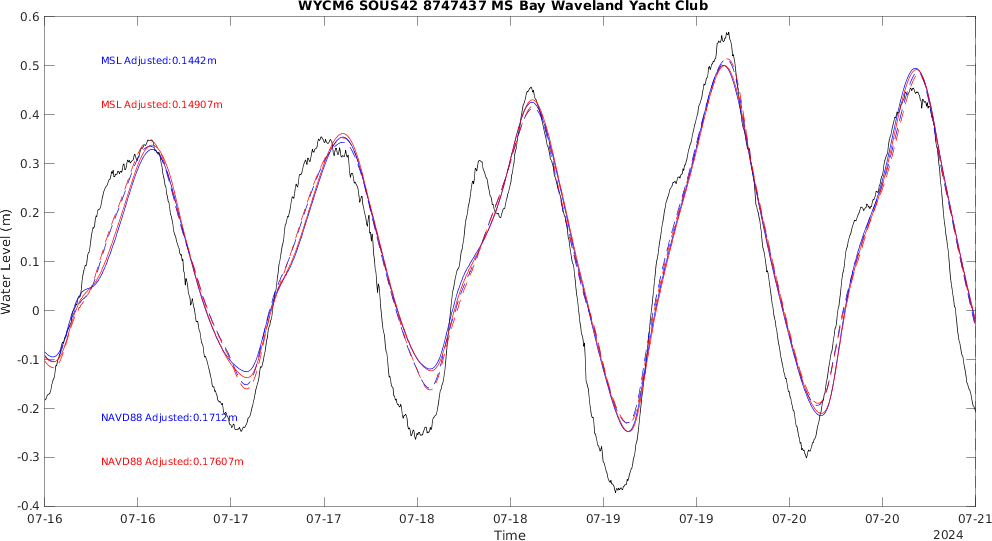 WYCM6 SOUS42 8747437 MS Bay Waveland Yacht Club
0.6
0.5
0.4
0.3
0.2
0.1
0
-0.1
-0.2
-0.3
-0.4
Water Level (m)
MSL Adjusted:0.1442m
MSL Adjusted:0.14907m
NAVD88 Adjusted:0.1712m
NAVD88 Adjusted:0.17607m
07-16 07-16 07-17 07-17 07-18 07-18 07-19 07-19 07-20 07-20 07-21
Time
2024